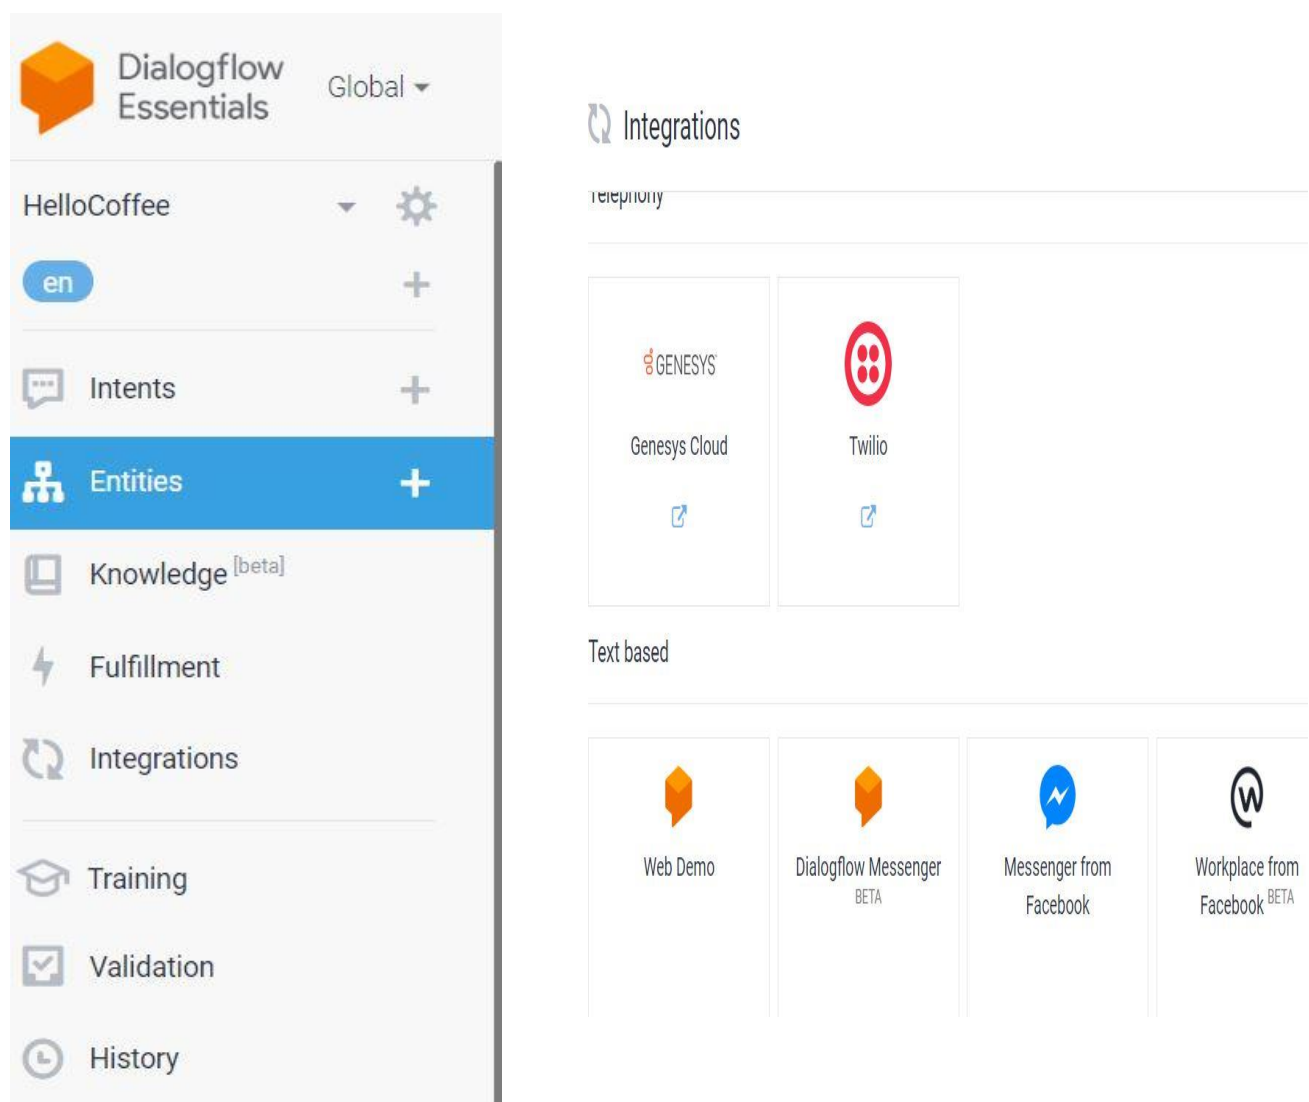 Dialogflow
Essentials
Global
HelloCoffee
en
Intents
Entities
Knowledge [beta]
Fulfillment
Integrations
Training
Validation
History
Integrations
Telephony
GENESYS
Genesys Cloud
Twilio
Text based
Web Demo
Dialogflow Messenger
BETA
Messenger from
Facebook
Workplace from
Facebook BETA